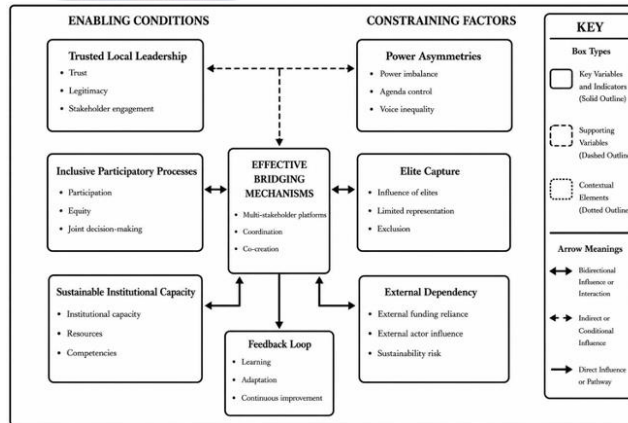 ENABLING CONDITIONS
CONSTRAINING FACTORS
Trusted Local Leadership
• Trust
• Legitimacy
• Stakeholder engagement
Power Asymmetries
• Power imbalance
• Agenda control
• Voice inequality
Inclusive Participatory Processes
• Participation
• Equity
• Joint decision-making
EFFECTIVE
BRIDGING
MECHANISMS
• Multi-stakeholder platforms
• Coordination
• Co-creation
Elite Capture
• Influence of elites
• Limited representation
• Exclusion
Sustainable Institutional Capacity
• Institutional capacity
• Resources
• Competencies
Feedback Loop
• Learning
• Adaptation
• Continuous improvement
External Dependency
• External funding reliance
• External actor influence
• Sustainability risk
KEY
Box Types
Key Variables
and Indicators
(Solid Outline)
Supporting
Variables
(Dashed Outline
Contextual
Elements
(Dotted Outline)
Arrow Meanings
Bidirectional
Influence or
Interaction
Indirect or
Conditional
Influence
Direct Influence
or Pathway